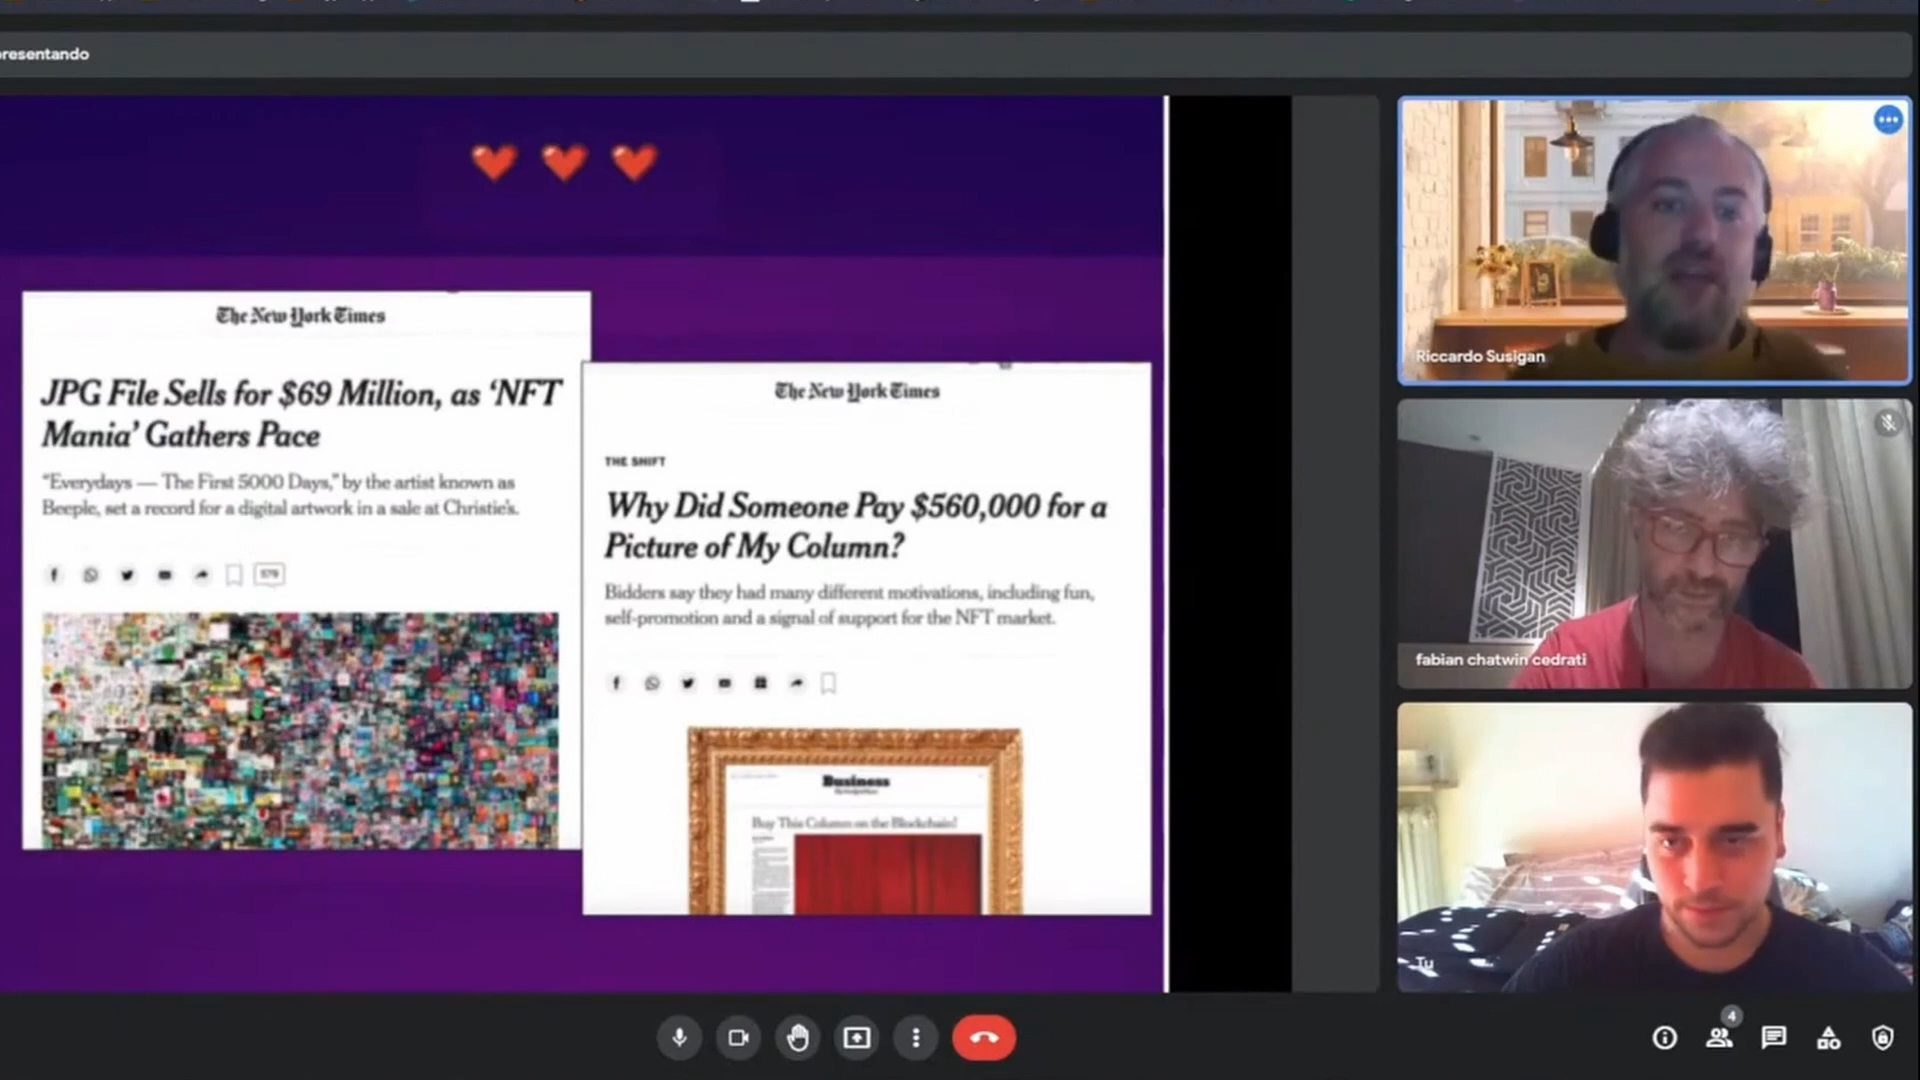 presentando
The New York Times
JPG File Sells for $69 Million, as ‘NFT
Mania’ Gathers Pace
“Everydays — The First 5000 Days,” by the artist known as
Beeple, set a record for a digital artwork in a sale at Christie’s.
579
The New York Times
THE SHIFT
Why Did Someone Pay $560,000 for a
Picture of My Column?
Bidders say they had many different motivations, including fun,
self-promotion and a signal of support for the NFT market.
Business
Buy This Column on the Blockchain!
Riccardo Susigan
fabian chatwin cedrati
Tu
4